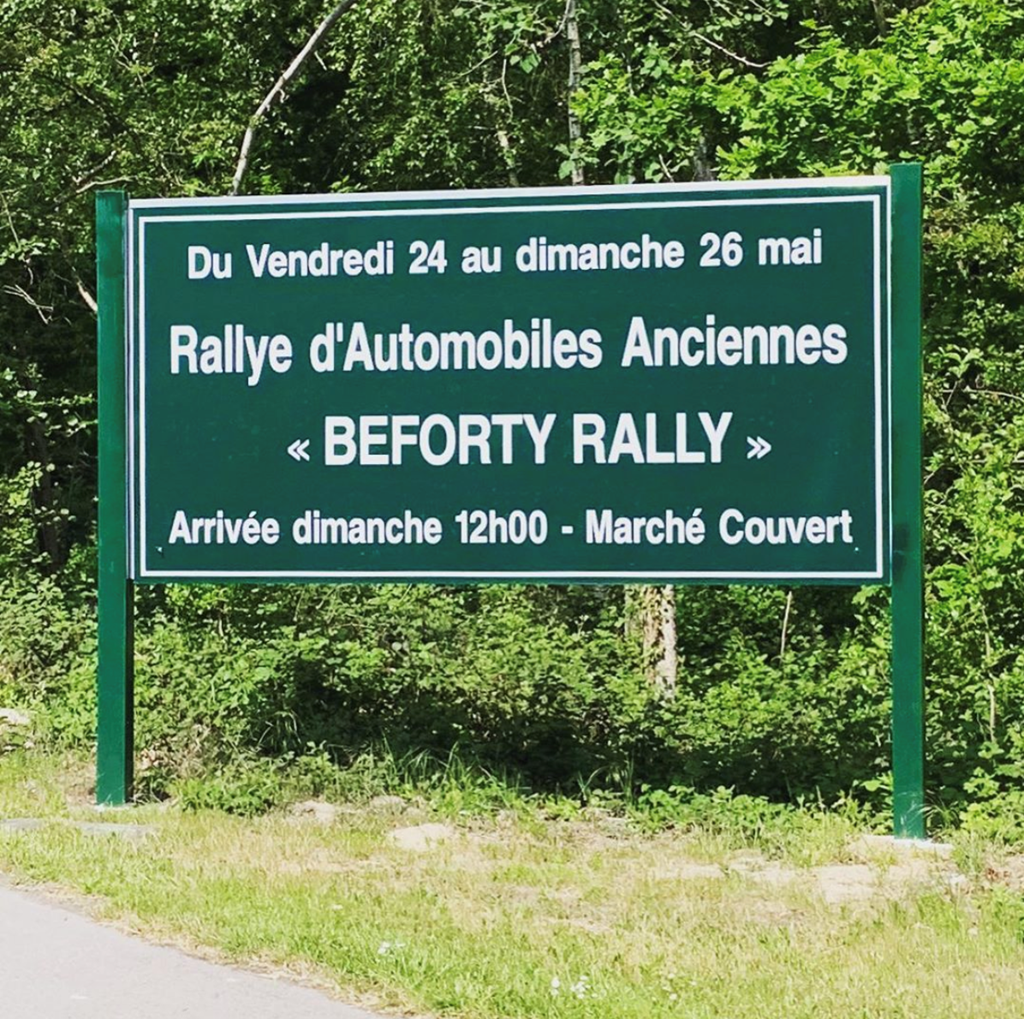 Du Vendredi 24 au dimanche 26 mai
Rallye d'Automobiles Anciennes
« BEFORTY RALLY »
Arrivée dimanche 12h00 - Marché Couvert